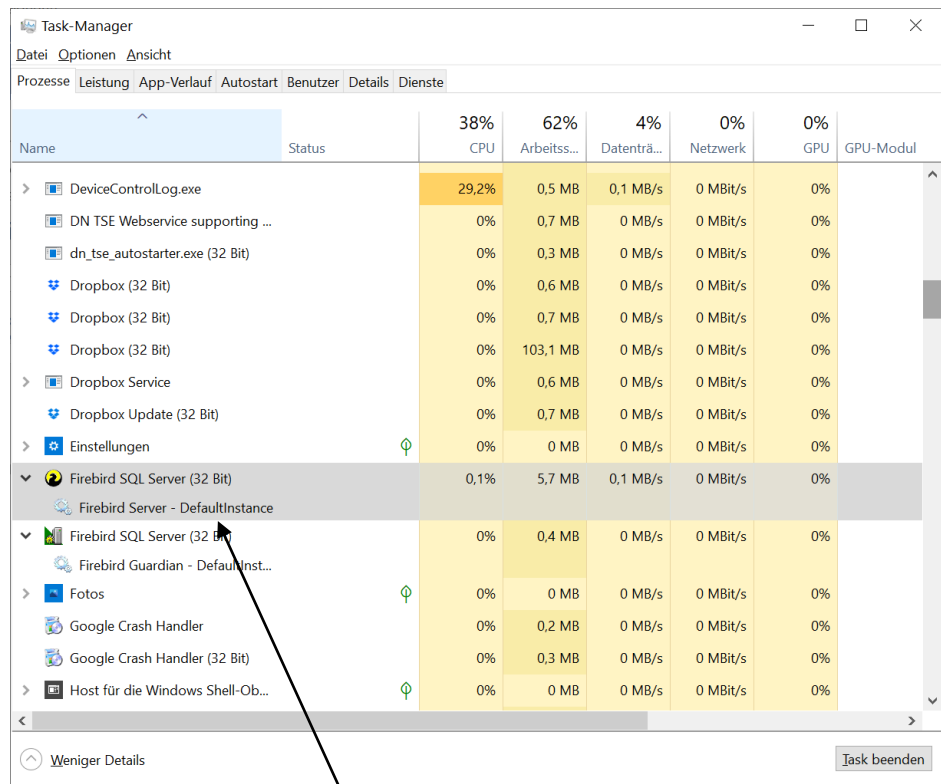 Task-Manager
Datei Optionen Ansicht
Prozesse Leistung App-Verlauf Autostart Benutzer Details Dienste
38% 62% 4% 0% 0%
Name Status CPU Arbeitss... Datenträ... Netzwerk GPU GPU-Modul
DeviceControlLog.exe 29,2% 0,5 MB 0,1 MB/s 0 MBit/s 0%
DN TSE Webservice supporting ... 0% 0,7 MB 0 MB/s 0 MBit/s 0%
dn_tse_autostarter.exe (32 Bit) 0% 0,3 MB 0 MB/s 0 MBit/s 0%
Dropbox (32 Bit) 0% 0,6 MB 0 MB/s 0 MBit/s 0%
Dropbox (32 Bit) 0% 0,7 MB 0 MB/s 0 MBit/s 0%
Dropbox (32 Bit) 0% 103,1 MB 0 MB/s 0 MBit/s 0%
Dropbox Service 0% 0,6 MB 0 MB/s 0 MBit/s 0%
Dropbox Update (32 Bit) 0% 0,7 MB 0 MB/s 0 MBit/s 0%
Einstellungen 0% 0 MB 0 MB/s 0 MBit/s 0%
Firebird SQL Server (32 Bit) 0,1% 5,7 MB 0,1 MB/s 0 MBit/s 0%
Firebird Server - DefaultInstance
Firebird SQL Server (32 Bit) 0% 0,4 MB 0 MB/s 0 MBit/s 0%
Firebird Guardian - DefaultInst...
Fotos 0% 0 MB 0 MB/s 0 MBit/s 0%
Google Crash Handler 0% 0,2 MB 0 MB/s 0 MBit/s 0%
Google Crash Handler (32 Bit) 0% 0,3 MB 0 MB/s 0 MBit/s 0%
Host für die Windows Shell-Ob... 0% 0 MB 0 MB/s 0 MBit/s 0%
Weniger Details Task beenden